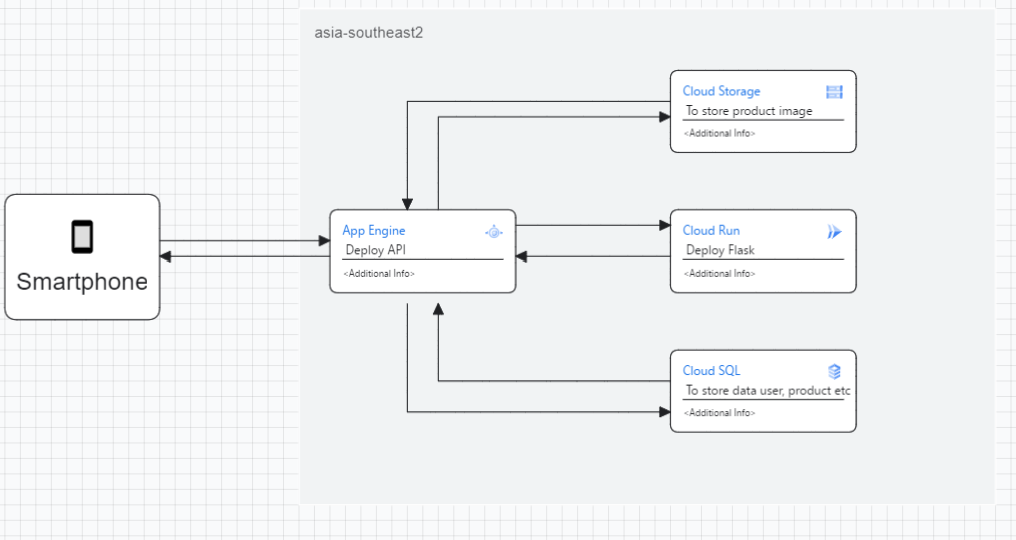 asia-southeast2
Cloud Storage
To store product image
<Additional Info>
Smartphone
App Engine
Deploy API
<Additional Info>
Cloud Run
Deploy Flask
<Additional Info>
Cloud SQL
To store data user, product etc
<Additional Info>